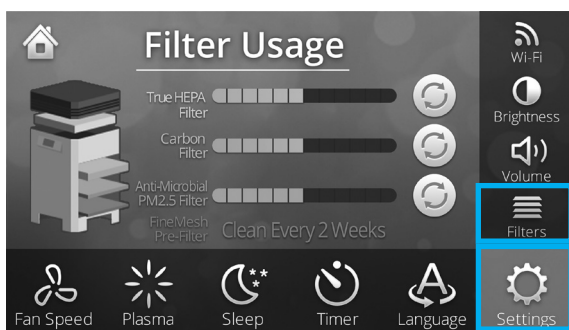 Filter Usage
Wi-Fi
True HEPA
Filter
Brightness
Carbon
Filter
Volume
Anti-Microbial
PM2.5 Filter
FineMesh
Pre-Filter
Clean Every 2 Weeks
Filters
Fan Speed
Plasma
Sleep
Timer
A
Language
Settings